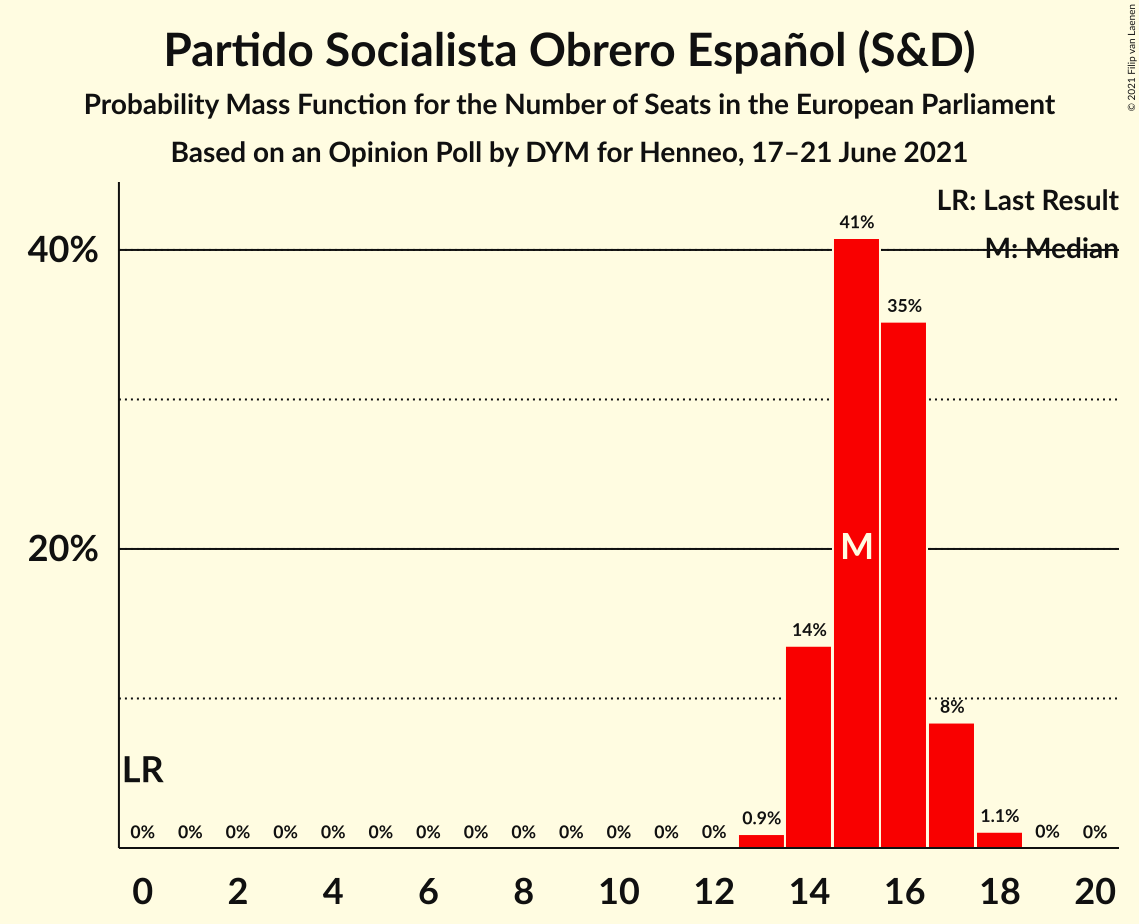 Partido Socialista Obrero Español (S&D)
Probability Mass Function for the Number of Seats in the European Parliament
Based on an Opinion Poll by DYM for Henneo, 17–21 June 2021
© 2021 Filip van Laenen
LR: Last Result
M: Median
40%
20%
41%
35%
14%
8%
M
LR
0% 0% 0% 0% 0% 0% 0% 0% 0% 0% 0% 0% 0% 0.9% 1.1% 0% 0%
0 2 4 6 8 10 12 14 16 18 20